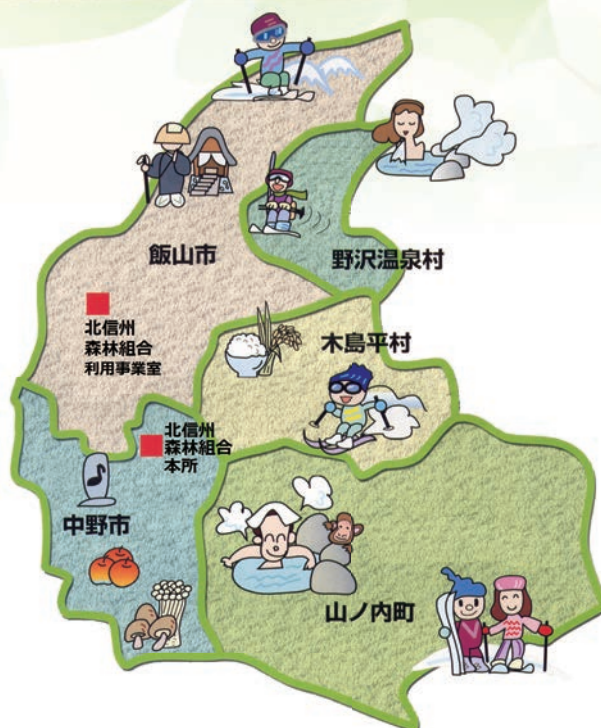 飯山市
野沢温泉村
北信州
森林組合
利用事業室
木島平村
北信州
森林組合
本所
中野市
山ノ内町